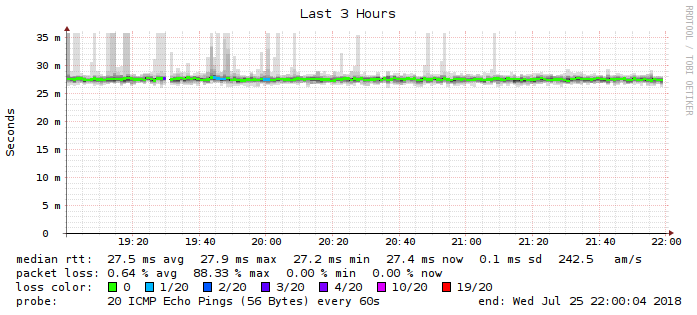 Last 3 Hours
RRDTOOL / TOBI OETIKER
Seconds
35 m
30 m
25 m
20 m
15 m
10 m
5 m
0
19:20 19:40 20:00 20:20 20:40 21:00 21:20 21:40 22:00
median rtt: 27.5 ms avg 27.9 ms max 27.2 ms min 27.4 ms now 0.1 ms sd 242.5 am/s
packet loss: 0.64 % avg 88.33 % max 0.00 % min 0.00 % now
loss color: 0 1/20 2/20 3/20 4/20 10/20 19/20
probe: 20 ICMP Echo Pings (56 Bytes) every 60s end: Wed Jul 25 22:00:04 2018